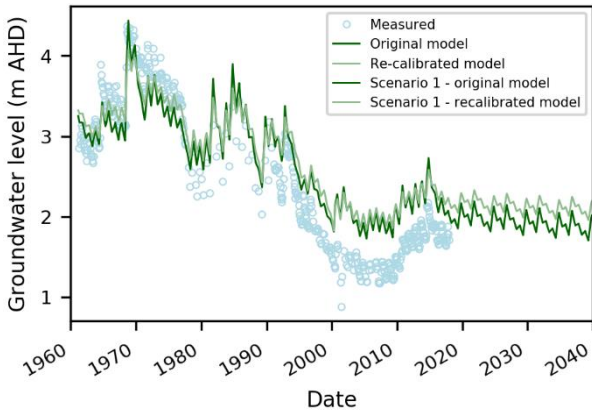 Groundwater level (m AHD)
4
3
2
1
Measured
Original model
Re-calibrated model
Scenario 1 - original model
Scenario 1 - recalibrated model
1960 1970 1980 1990 2000 2010 2020 2030 2040
Date